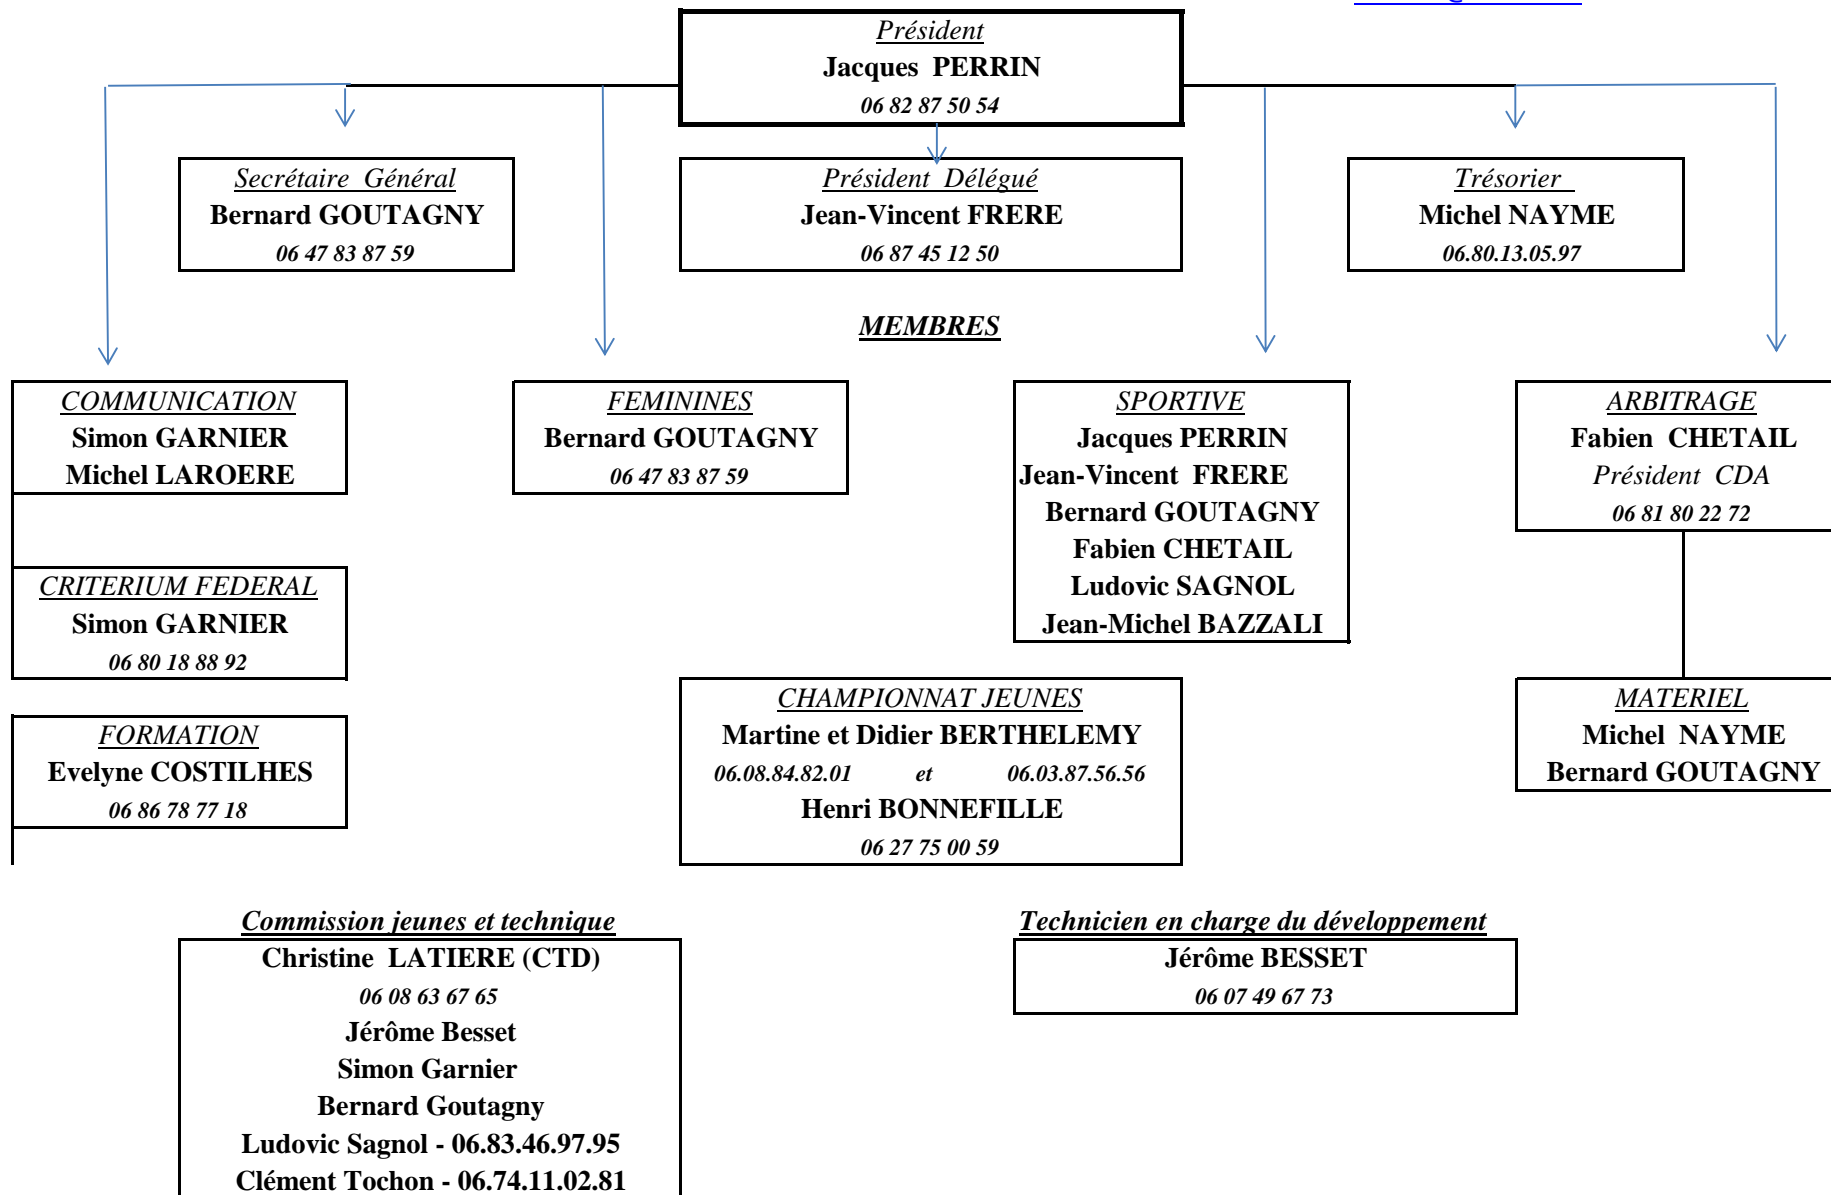 Président
Jacques PERRIN
06 82 87 50 54
Secrétaire Général
Bernard GOUTAGNY
06 47 83 87 59
Président Délégué
Jean-Vincent FRERE
06 87 45 12 50
Trésorier
Michel NAYME
06.80.13.05.97
MEMBRES
COMMUNICATION
Simon GARNIER
Michel LAROERE
FEMININES
Bernard GOUTAGNY
06 47 83 87 59
SPORTIVE
Jacques PERRIN
Jean-Vincent FRERE
Bernard GOUTAGNY
Fabien CHETAIL
Ludovic SAGNOL
Jean-Michel BAZZALI
ARBITRAGE
Fabien CHETAIL
Président CDA
06 81 80 22 72
CRITERIUM FEDERAL
Simon GARNIER
06 80 18 88 92
FORMATION
Evelyne COSTILHES
06 86 78 77 18
CHAMPIONNAT JEUNES
Martine et Didier BERTHELEMY
06.08.84.82.01 et 06.03.87.56.56
Henri BONNEFILLE
06 27 75 00 59
MATERIEL
Michel NAYME
Bernard GOUTAGNY
Commission jeunes et technique
Christine LATIERE (CTD)
06 08 63 67 65
Jérôme Besset
Simon Garnier
Bernard Goutagny
Ludovic Sagnol - 06.83.46.97.95
Clément Tochon - 06.74.11.02.81
Technicien en charge du développement
Jérôme BESSET
06 07 49 67 73